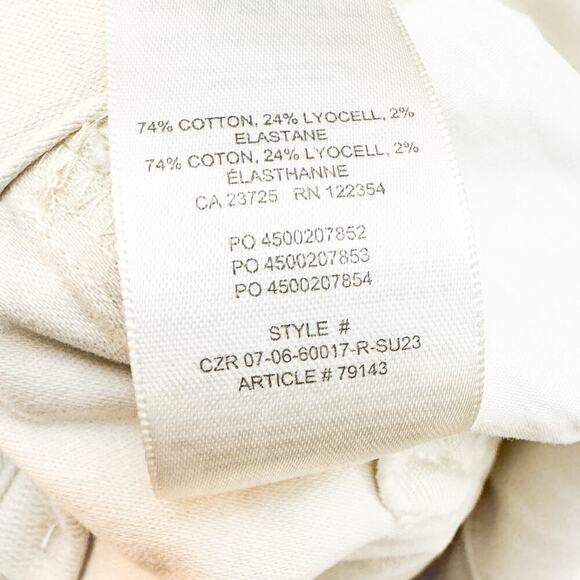 74% COTTON, 24% LYOCELL, 2%
ELASTANE
74% COTON, 24% LYOCELL, 2%
ÉLASTHANNE
CA 23725 RN 122354
PO 4500207852
PO 4500207853
PO 4500207854
STYLE #
CZR 07-06-60017-R-SU23
ARTICLE # 79143